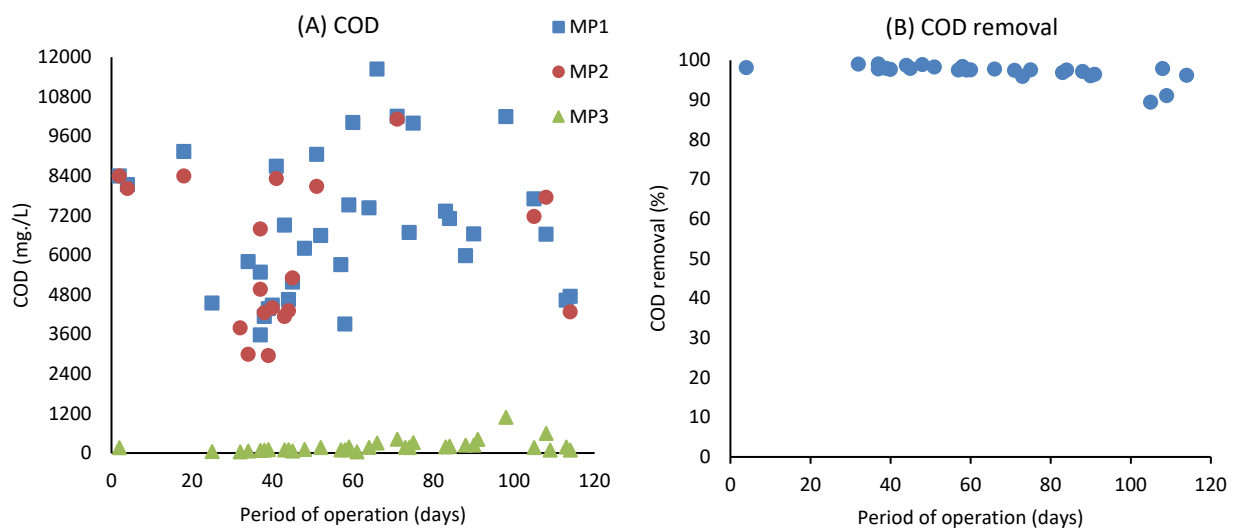 (A) COD
MP1
MP2
MP3
12000
10800
9600
8400
7200
6000
4800
3600
2400
1200
0
COD (mg./L)
0 20 40 60 80 100 120
Period of operation (days)
(B) COD removal
100
90
80
70
60
50
40
30
20
10
0
COD removal (%)
0 20 40 60 80 100 120
Period of operation (days)